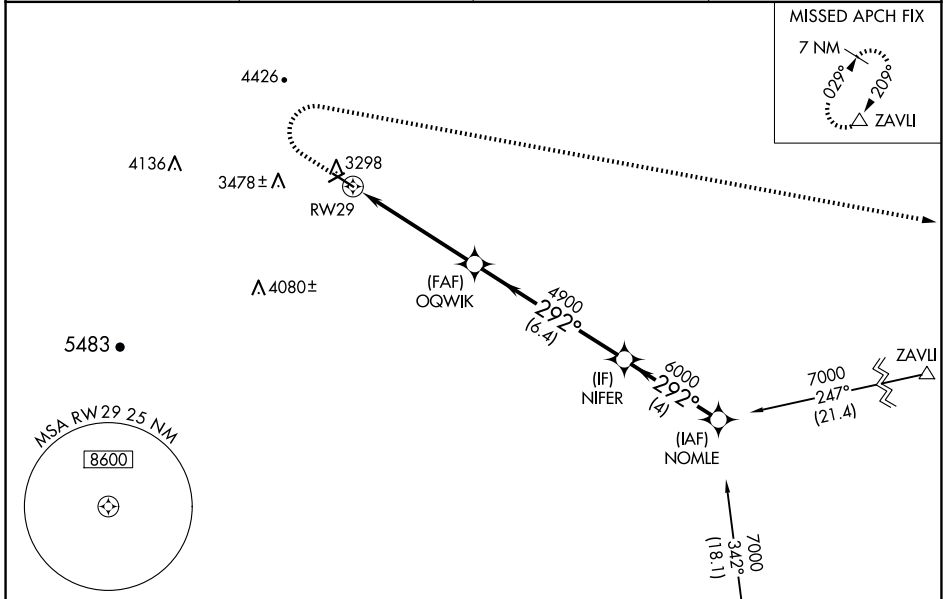 MISSED APCH FIX
7 NM
029°
209°
ZAVLI
4426
4136
3478±
3298
RW29
4080±
(FAF)
OQWIK
4900
292°
(6.4)
5483
(IF)
NIFER
6000
292°
(4)
ZAVLI
7000
247°
(21.4)
(IAF)
NOMLE
MSA RW 29 25 NM
8600
7000
342°
(18.1)